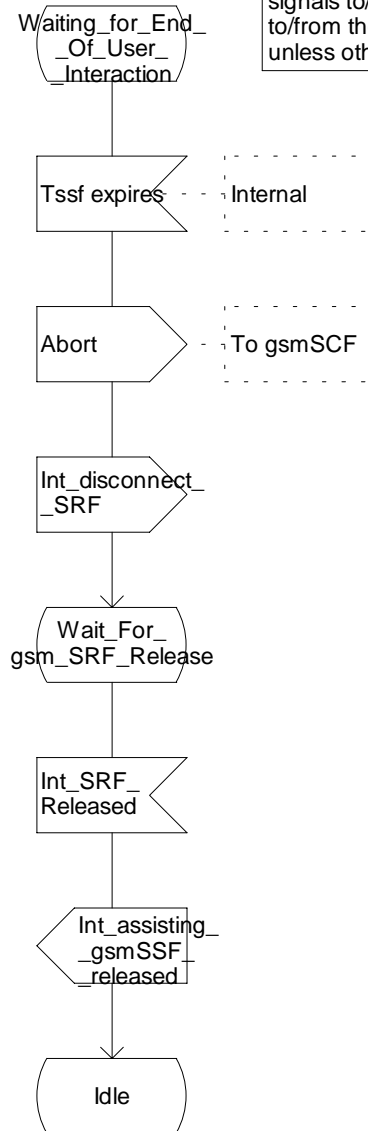 signals to/
to/from th
unless oth
Waiting_for_End_
_Of_User_
_Interaction
Tssf expires
Internal
Abort
To gsmSCF
Int_disconnect_
_SRF
Wait_For_
gsm_SRF_Release
Int_SRF_
Released
Int_assisting_
_gsmSSF_
_released
Idle